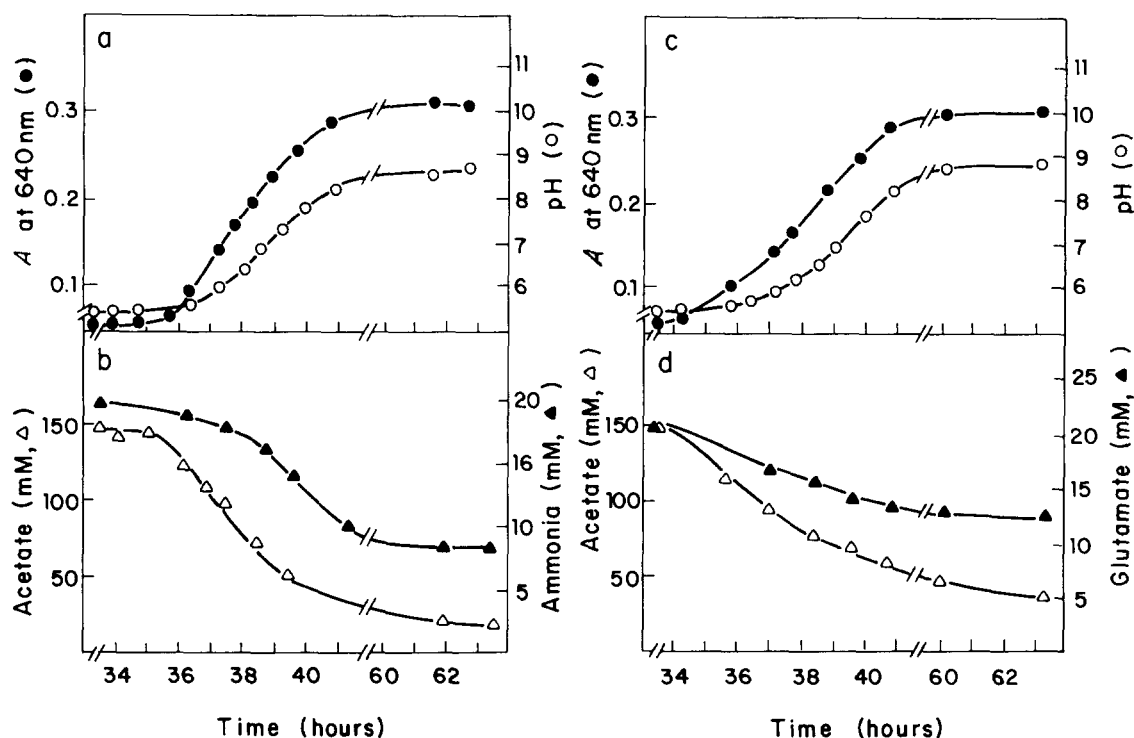 a
A at 640 nm (●)
0.3
0.2
0.1
11
10
9
8
7
6
pH (○)
c
A at 640 nm (●)
0.3
0.2
0.1
11
10
9
8
7
6
pH (○)
b
Acetate (mM, △)
150
100
50
20
16
10
5
Ammonia (mM, ▲)
34 36 38 40 60 62
Time (hours)
d
Acetate (mM, △)
150
100
50
25
20
15
10
5
Glutamate (mM, ▲)
34 36 38 40 60 62
Time (hours)